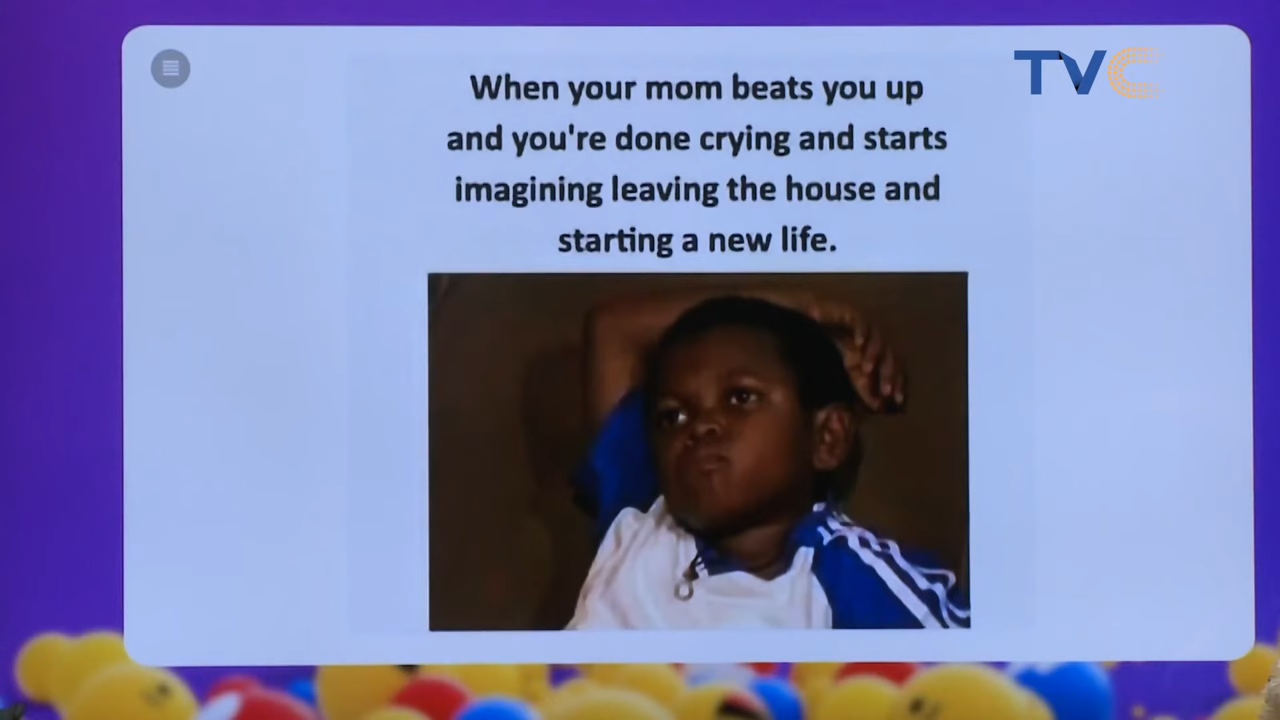 TVC
When your mom beats you up
and you're done crying and starts
imagining leaving the house and
starting a new life.